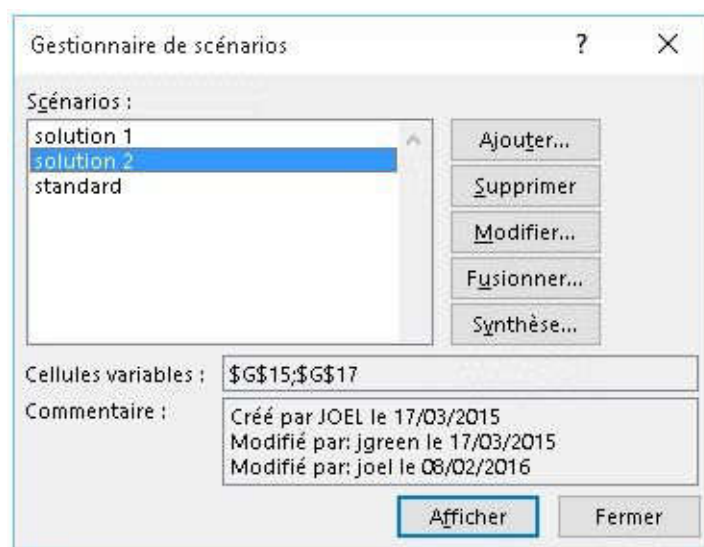 Gestionnaire de scénarios ? ×
Scénarios :
solution 1
solution 2
standard
Ajouter...
Supprimer
Modifier...
Fusionner...
Synthèse...
Cellules variables : $G$15;$G$17
Commentaire :
Créé par JOEL le 17/03/2015
Modifié par: jgreen le 17/03/2015
Modifié par: joel le 08/02/2016
Afficher Fermer